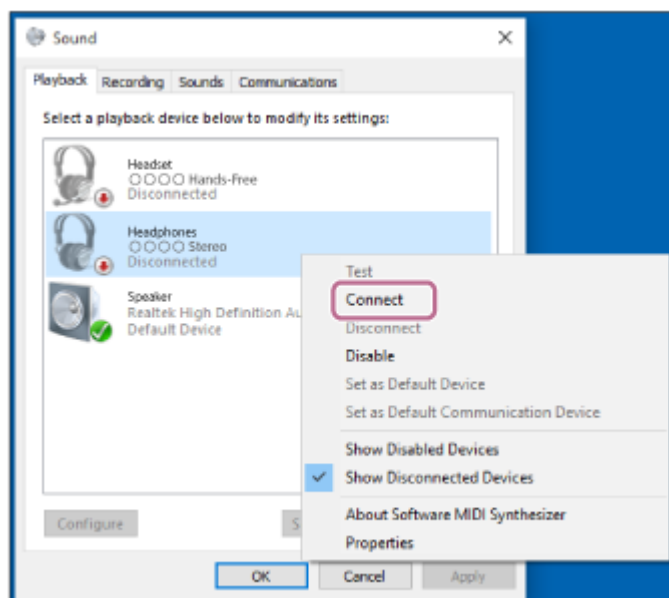 Sound
Playback Recording Sounds Communications
Select a playback device below to modify its settings:
Headset
○○○○ Hands-Free
Disconnected
Headphones
○○○○ Stereo
Disconnected
Speaker
Realtek High Definition Au
Default Device
Test
Connect
Disconnect
Disable
Set as Default Device
Set as Default Communication Device
Show Disabled Devices
Show Disconnected Devices
About Software MIDI Synthesizer
Properties
Configure S
OK Cancel Apply